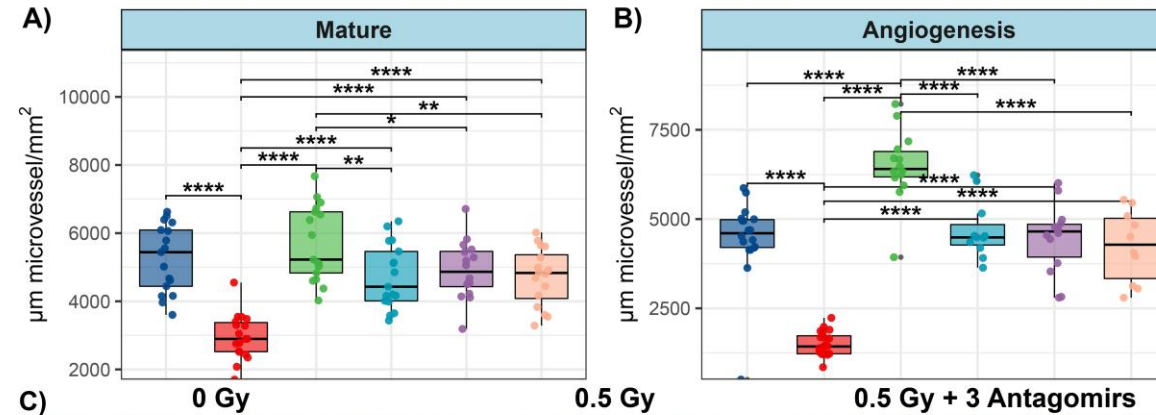 A)
Mature
µm microvessel/mm²
10000
8000
6000
4000
2000
****
****
**
*
****
****
**
****
B)
Angiogenesis
µm microvessel/mm²
7500
5000
2500
****
****
****
****
****
****
****
****
****
C)
0 Gy
0.5 Gy
0.5 Gy + 3 Antagomirs